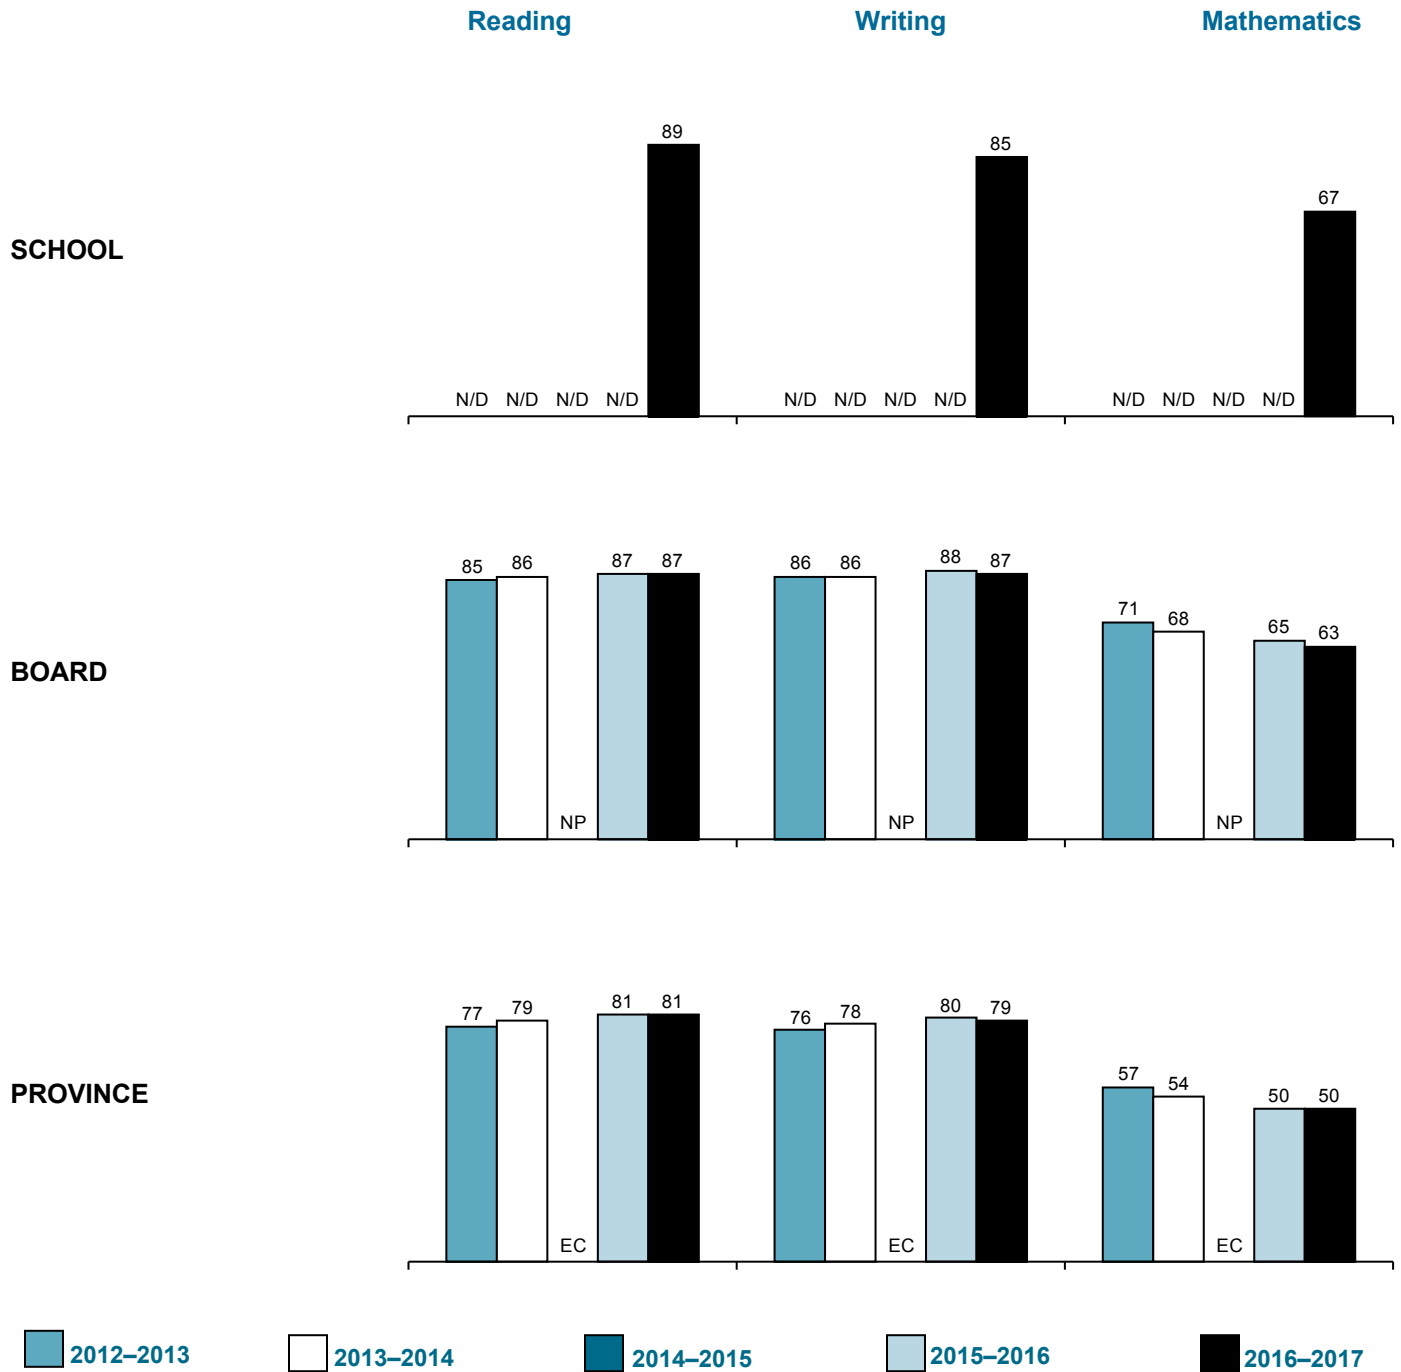 Reading Writing Mathematics
SCHOOL
89
85
67
N/D N/D N/D N/D
N/D N/D N/D N/D
N/D N/D N/D N/D
BOARD
85 86 NP 87 87
86 86 NP 88 87
71 68 NP 65 63
PROVINCE
77 79 EC 81 81
76 78 EC 80 79
57 54 EC 50 50
2012–2013 2013–2014 2014–2015 2015–2016 2016–2017